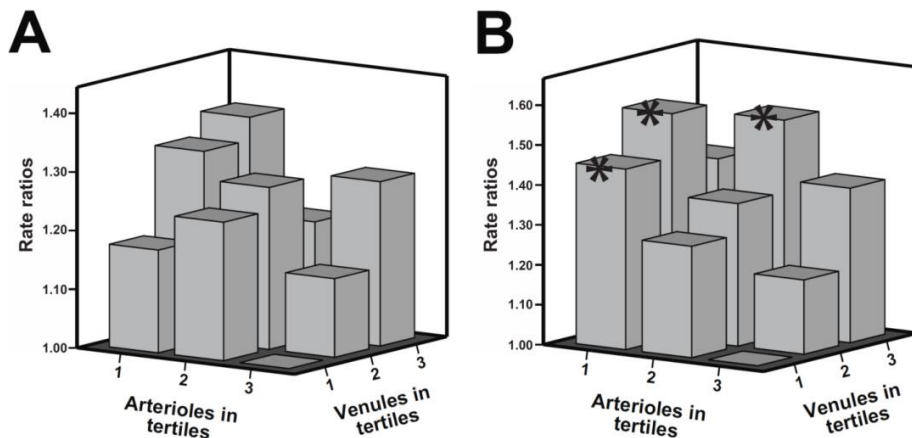 A
Rate ratios
1.40
1.30
1.20
1.10
1.00
1
2
3
Arterioles in
tertiles
1
2
3
Venules in
tertiles
B
Rate ratios
1.60
1.50
1.40
1.30
1.20
1.10
1.00
*
*
*
1
2
3
Arterioles in
tertiles
1
2
3
Venules in
tertiles